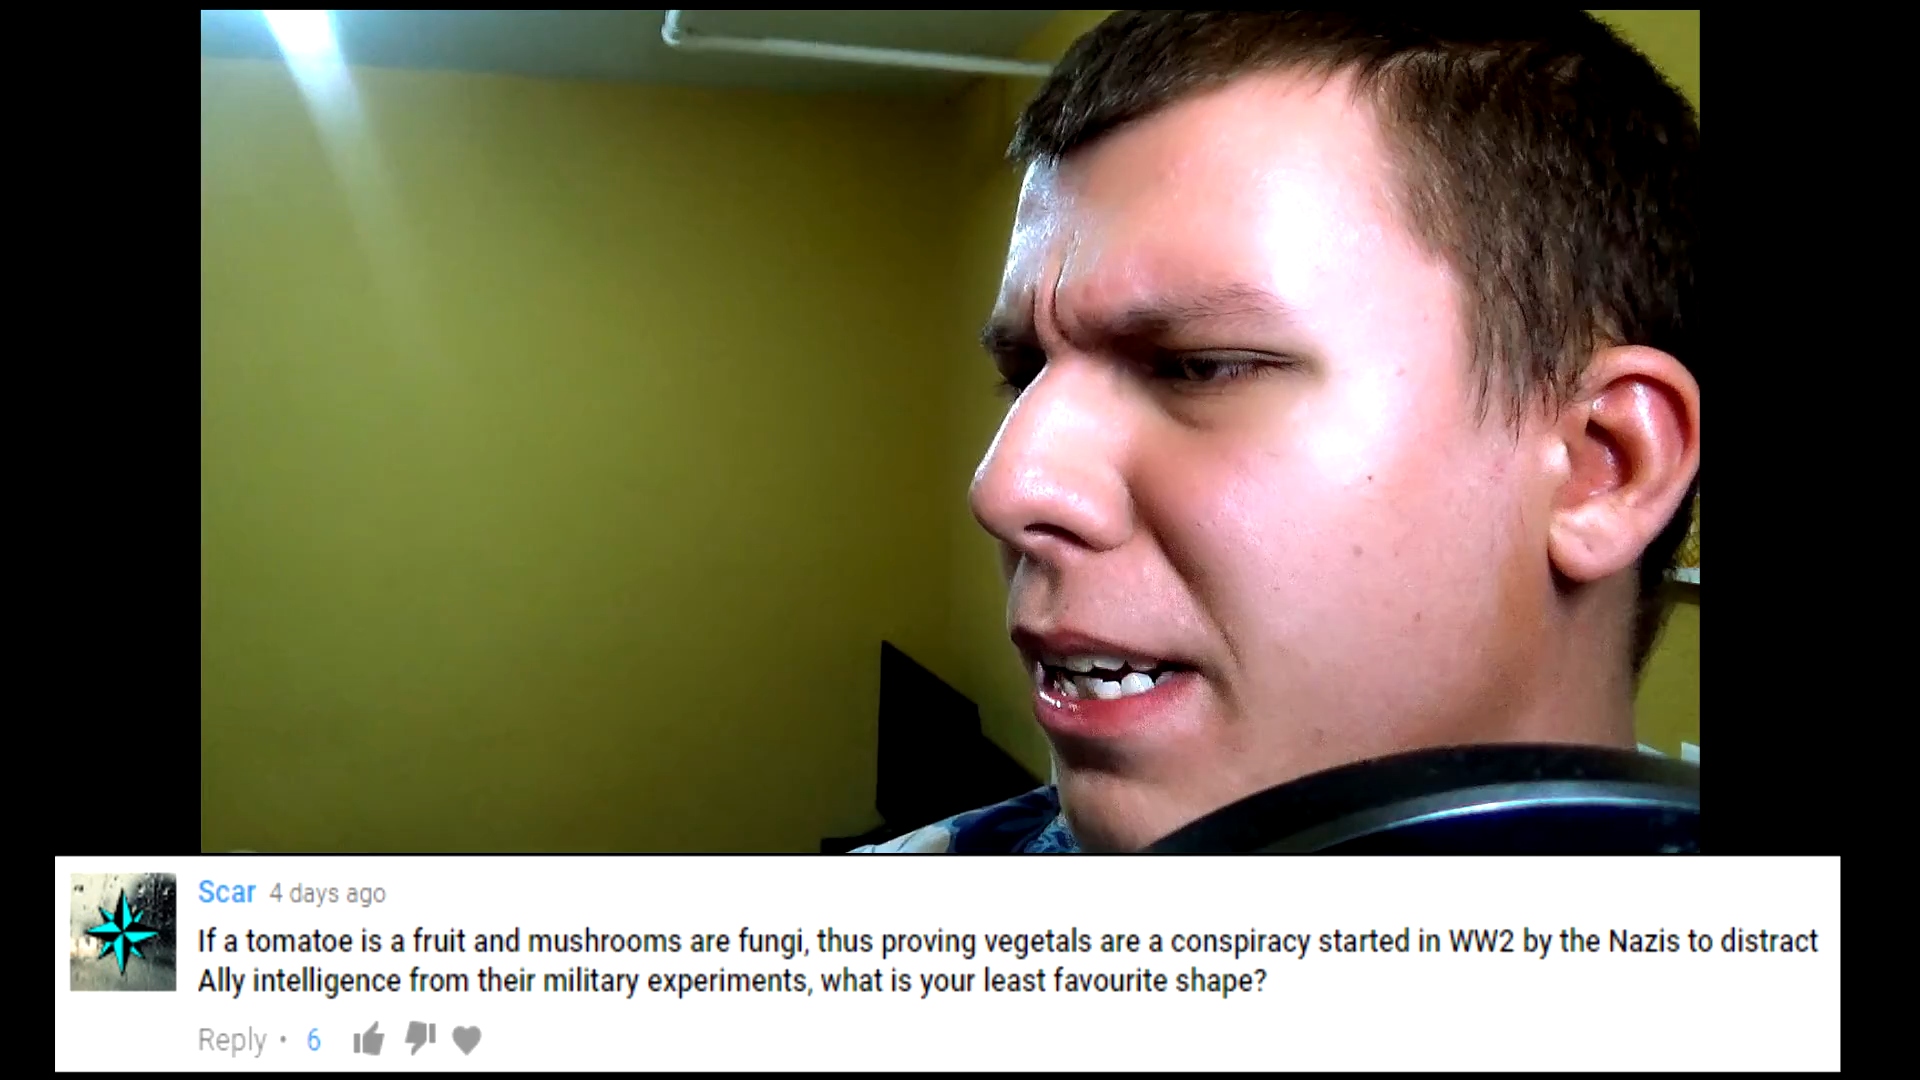 Scar 4 days ago
If a tomatoe is a fruit and mushrooms are fungi, thus proving vegetals are a conspiracy started in WW2 by the Nazis to distract
Ally intelligence from their military experiments, what is your least favourite shape?
Reply • 6